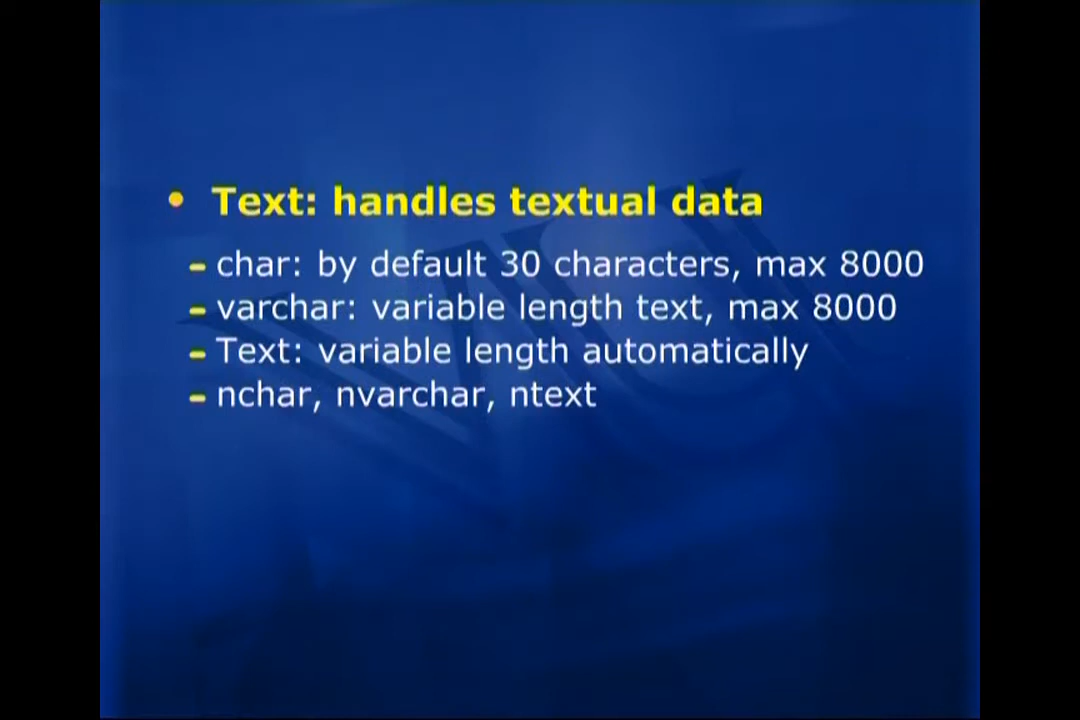 • Text: handles textual data
– char: by default 30 characters, max 8000
– varchar: variable length text, max 8000
– Text: variable length automatically
– nchar, nvarchar, ntext
VU